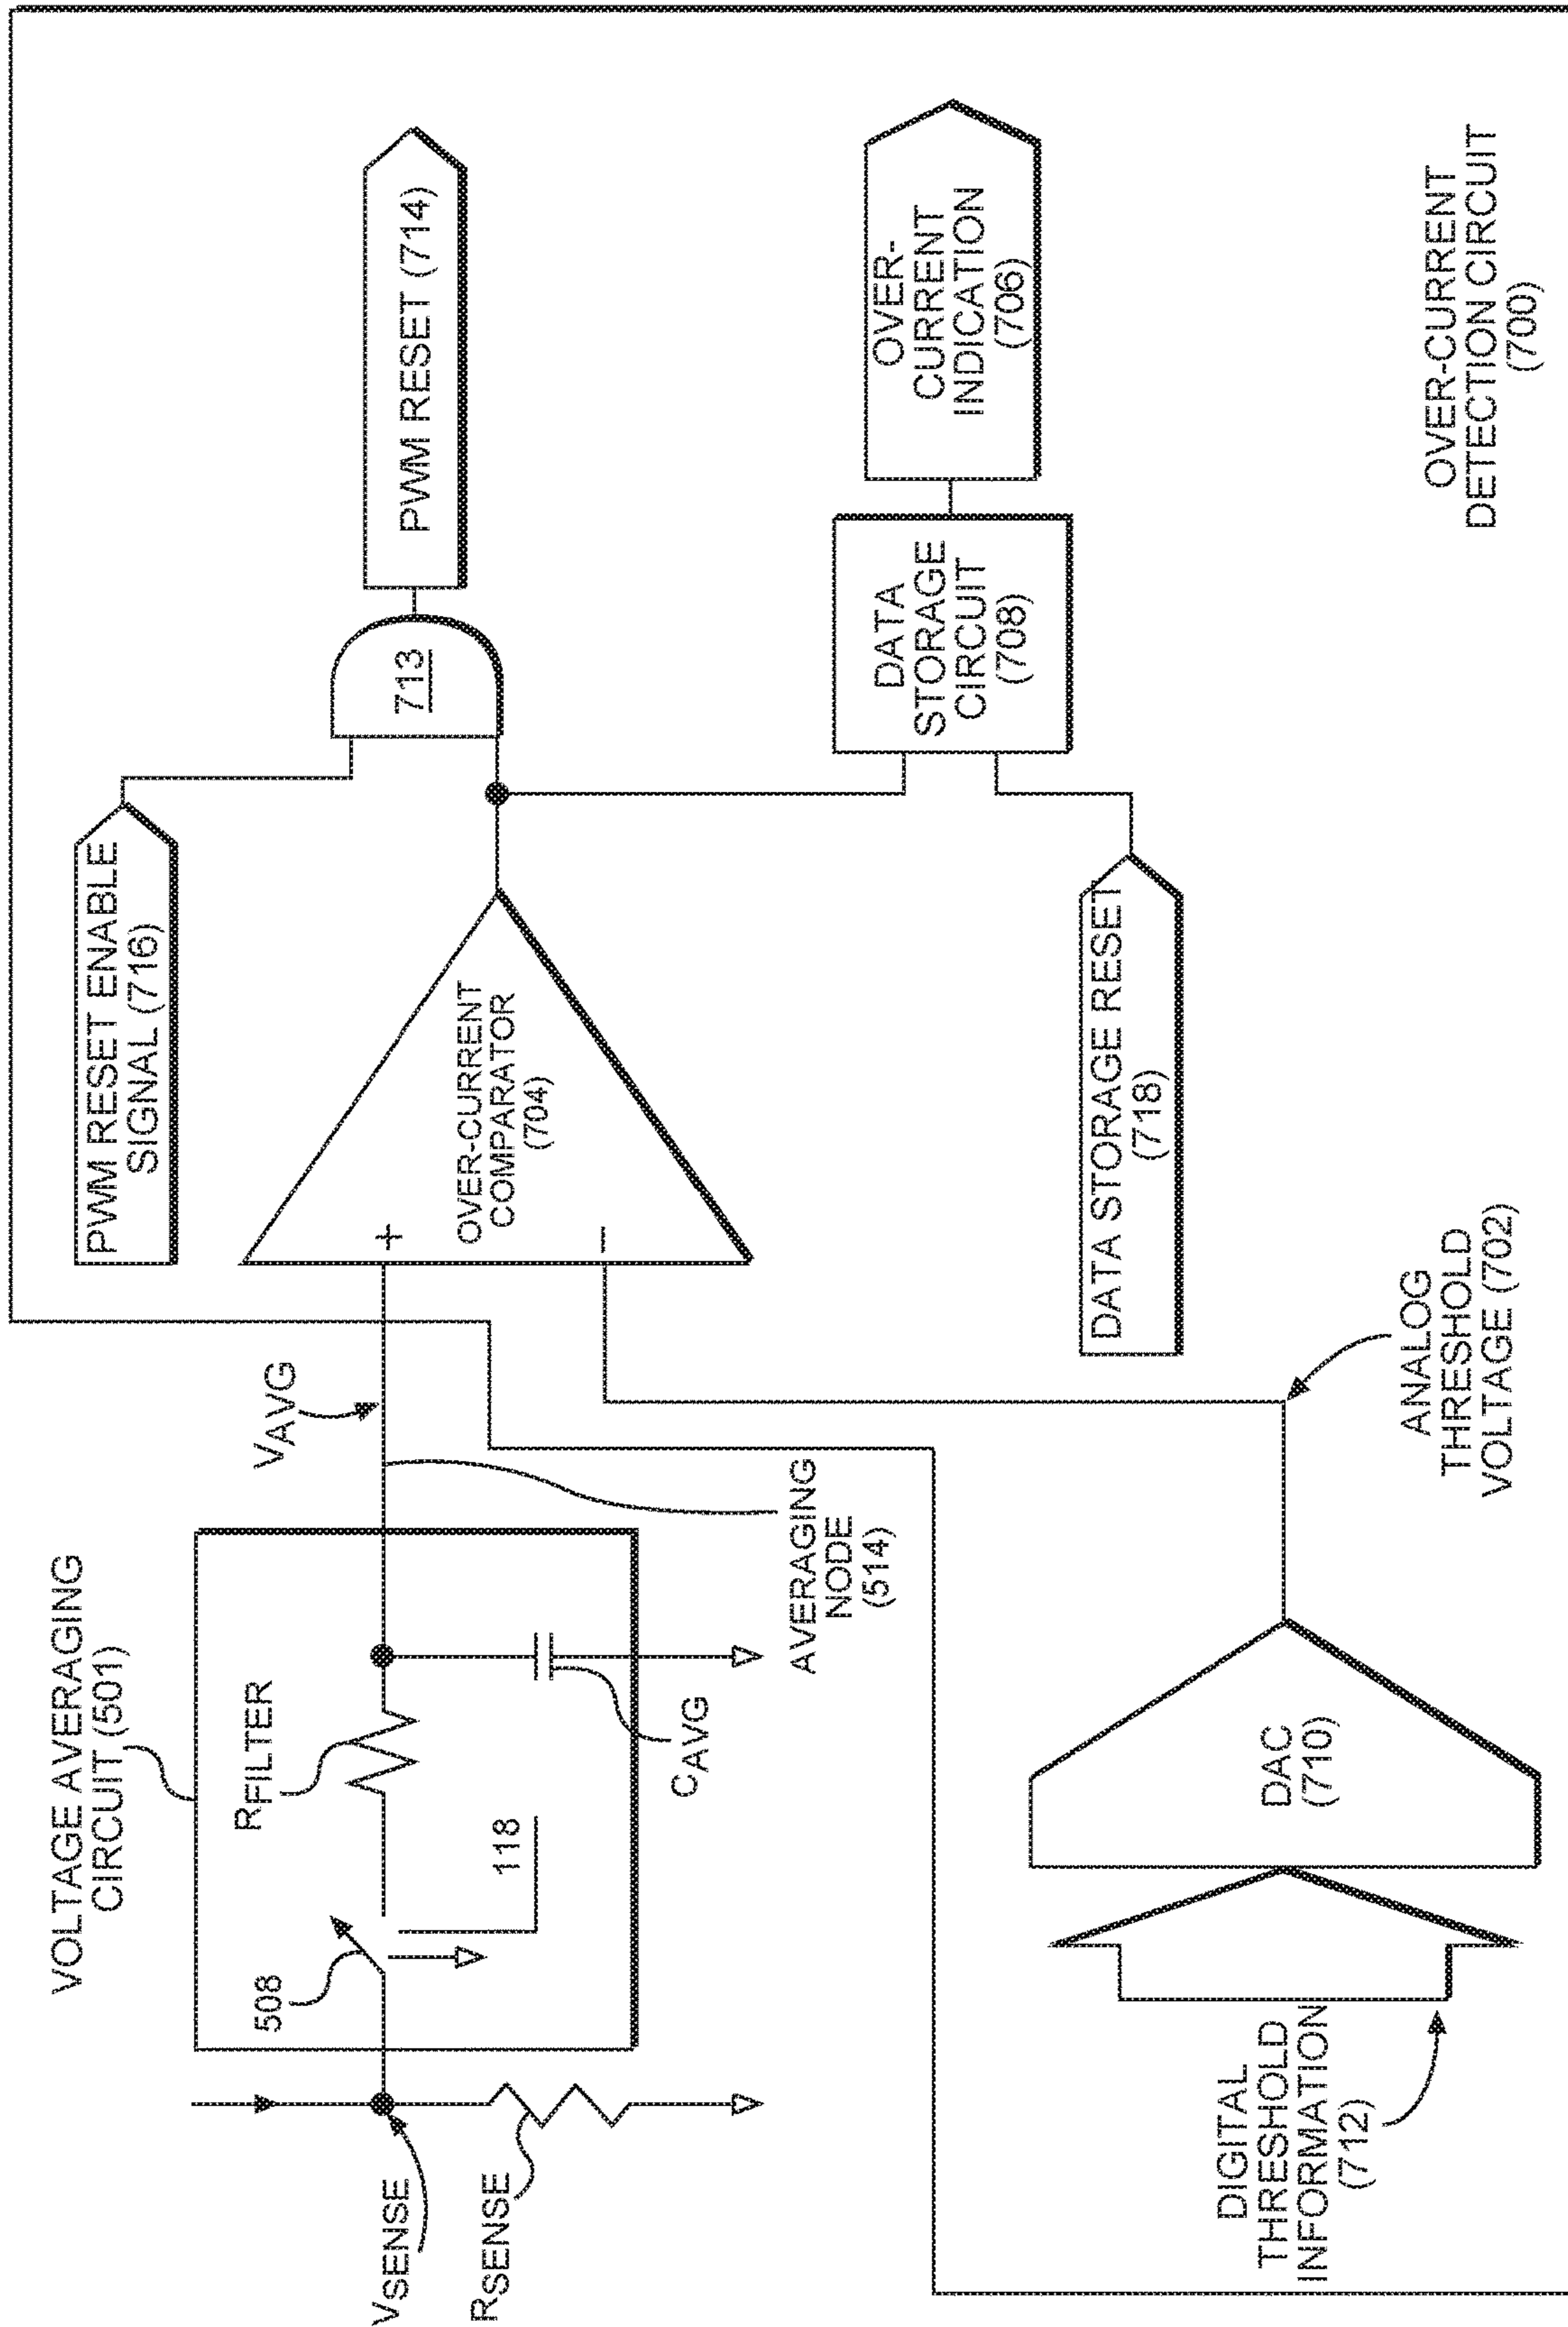 VOLTAGE AVERAGING
CIRCUIT (501)
RFILTER
508
118
CAVG
VSENSE
RSENSE
VAVG
AVERAGING
NODE
(514)
PWM RESET ENABLE
SIGNAL (716)
+
OVER-CURRENT
COMPARATOR
(704)
−
713
PWM RESET (714)
DATA
STORAGE
CIRCUIT
(708)
OVER-
CURRENT
INDICATION
(706)
DATA STORAGE RESET
(718)
DIGITAL
THRESHOLD
INFORMATION
(712)
DAC
(710)
ANALOG
THRESHOLD
VOLTAGE (702)
OVER-CURRENT
DETECTION CIRCUIT
(700)